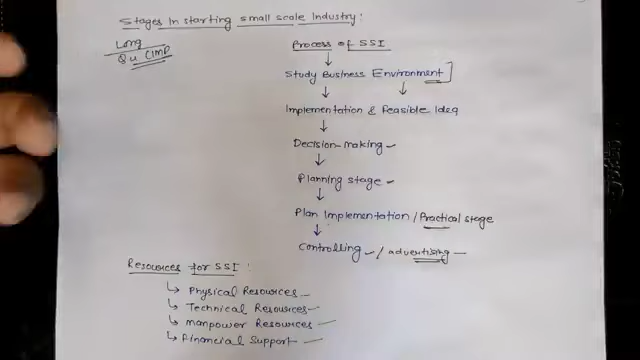 Stages in starting small scale Industry:
Long
Qu (IMP)
Process of SSI
Study Business Environment
Implementation & feasible Idea
Decision-making
Planning stage
Plan Implementation / Practical stage
Controlling / advertising
Resources for SSI:
Physical Resources
Technical Resources
manpower Resources
financial Support